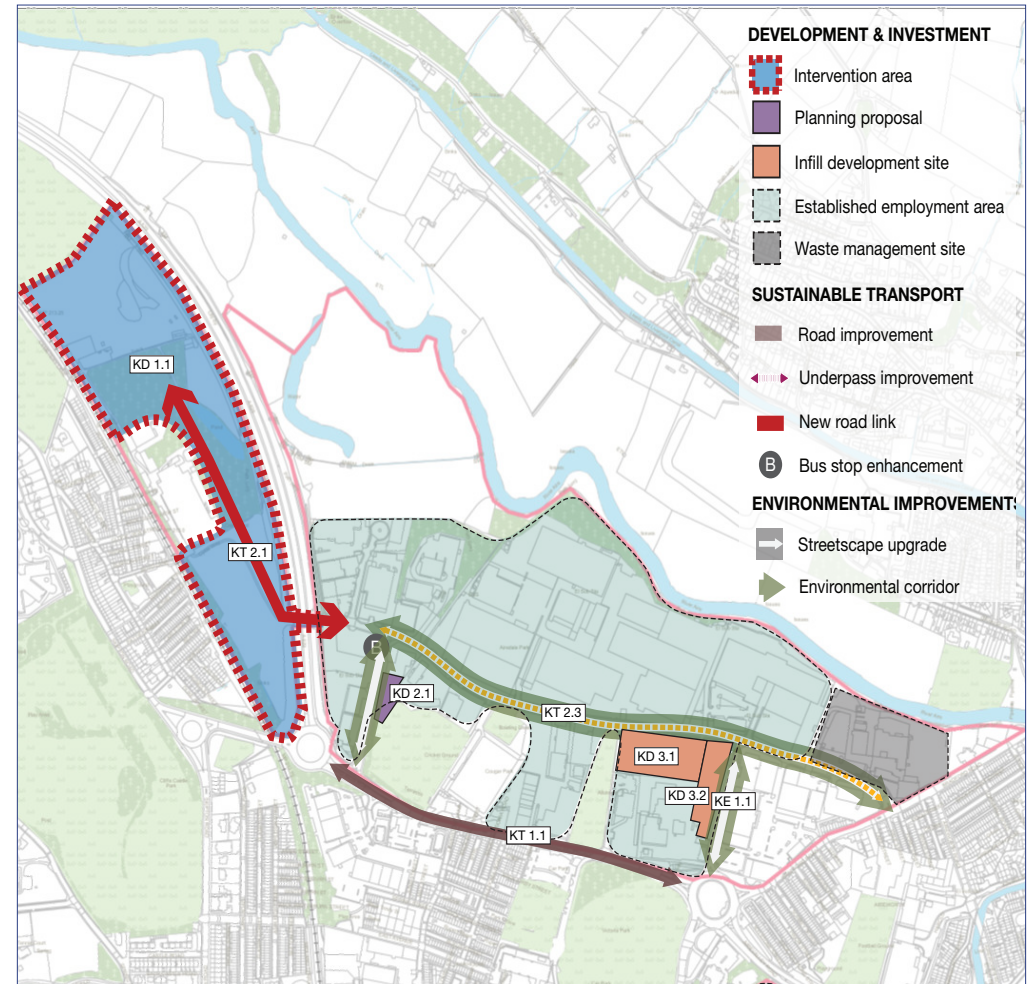 DEVELOPMENT & INVESTMENT
Intervention area
Planning proposal
Infill development site
Established employment area
Waste management site
SUSTAINABLE TRANSPORT
Road improvement
Underpass improvement
New road link
B Bus stop enhancement
ENVIRONMENTAL IMPROVEMENTS
Streetscape upgrade
Environmental corridor
KD 1.1
KT 2.1
B
KD 2.1
KT 2.3
KD 3.1
KD 3.2
KE 1.1
KT 1.1